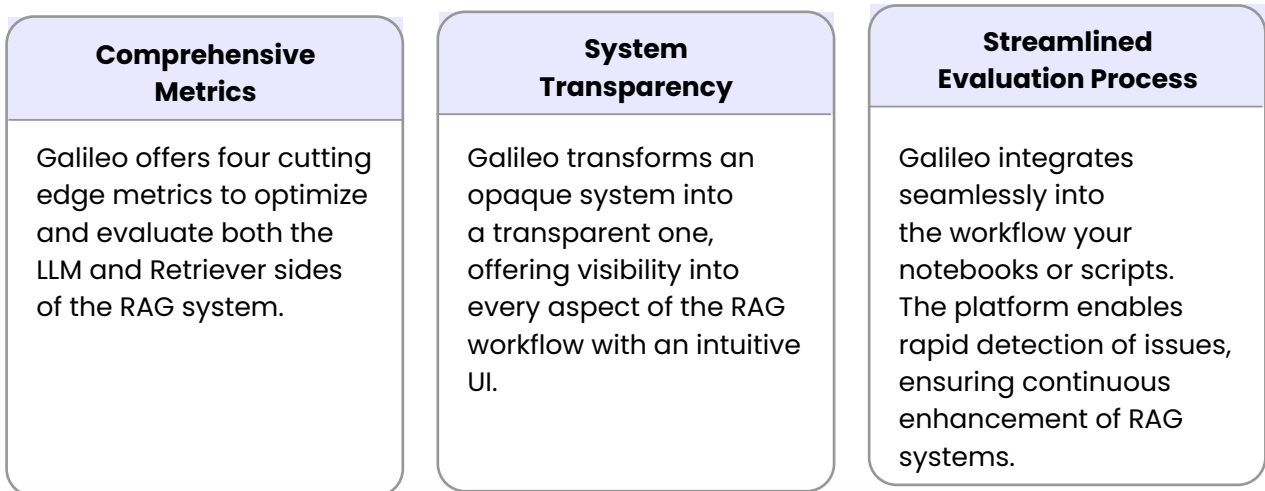 Comprehensive
Metrics
Galileo offers four cutting
edge metrics to optimize
and evaluate both the
LLM and Retriever sides
of the RAG system.
System
Transparency
Galileo transforms an
opaque system into
a transparent one,
offering visibility into
every aspect of the RAG
workflow with an intuitive
UI.
Streamlined
Evaluation Process
Galileo integrates
seamlessly into
the workflow your
notebooks or scripts.
The platform enables
rapid detection of issues,
ensuring continuous
enhancement of RAG
systems.